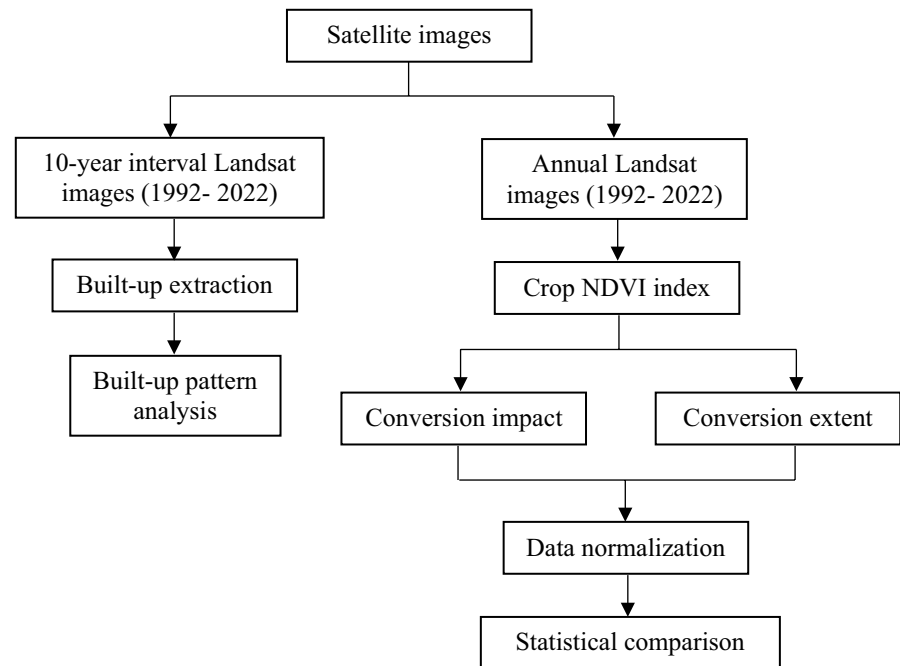 Satellite images
10-year interval Landsat
images (1992- 2022)
Annual Landsat
images (1992- 2022)
Built-up extraction
Crop NDVI index
Built-up pattern
analysis
Conversion impact
Conversion extent
Data normalization
Statistical comparison